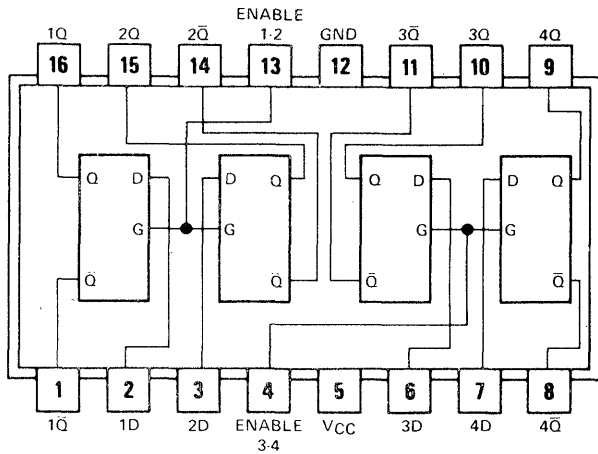 ENABLE
1Q 2Q 2Q̅ 1-2 GND 3Q̅ 3Q 4Q
16 15 14 13 12 11 10 9
Q D D Q Q D D Q
G G G G
Q̅ Q̅ Q̅ Q̅
1 2 3 4 5 6 7 8
1Q̅ 1D 2D ENABLE VCC 3D 4D 4Q̅
3-4